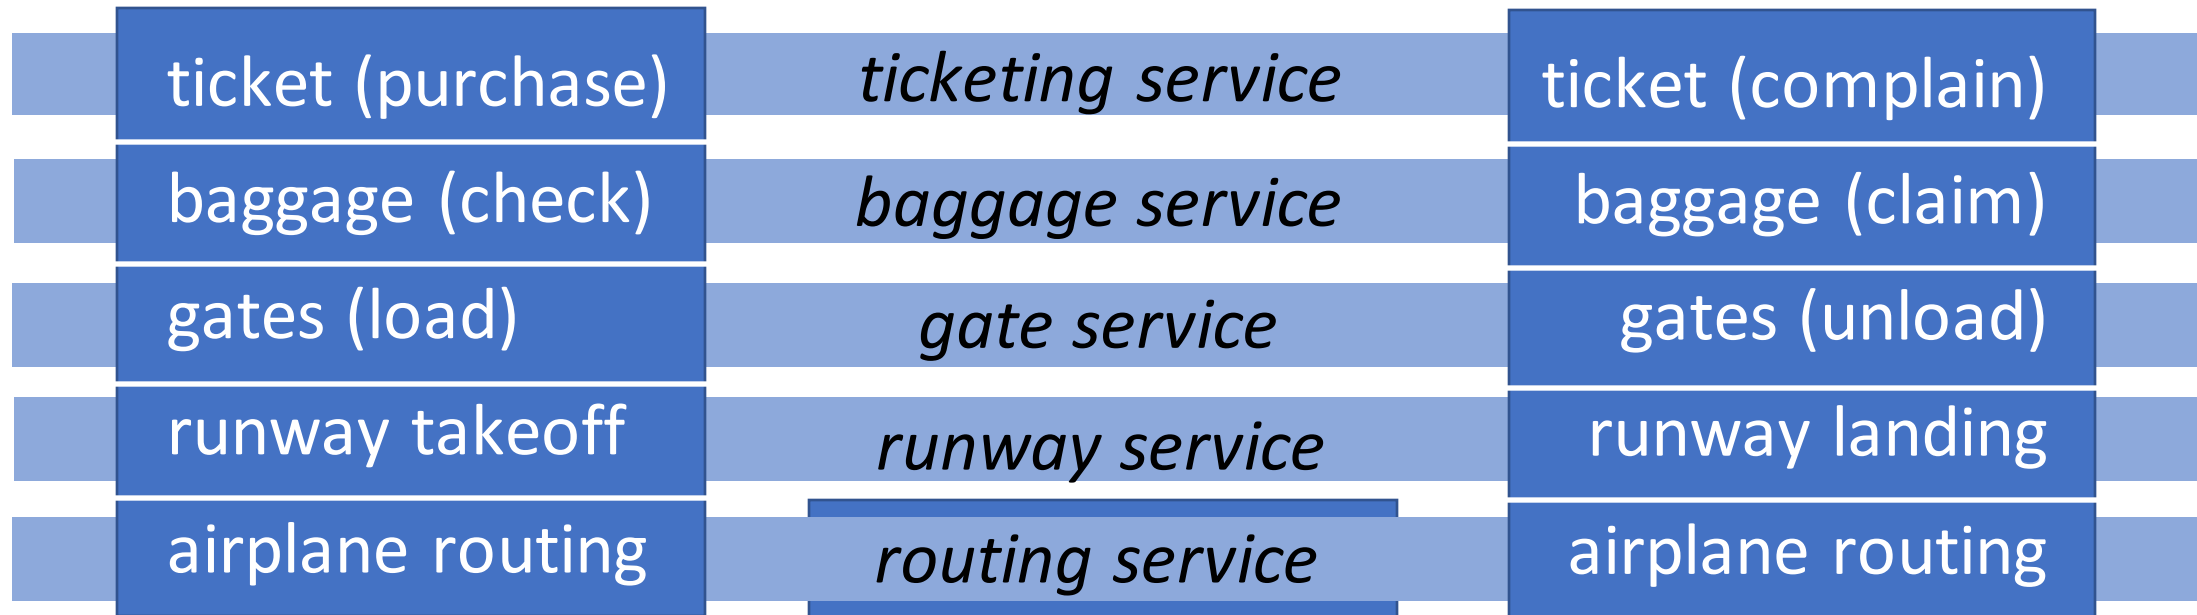 ticket (purchase) ticketing service ticket (complain)
baggage (check) baggage service baggage (claim)
gates (load) gate service gates (unload)
runway takeoff runway service runway landing
airplane routing routing service airplane routing